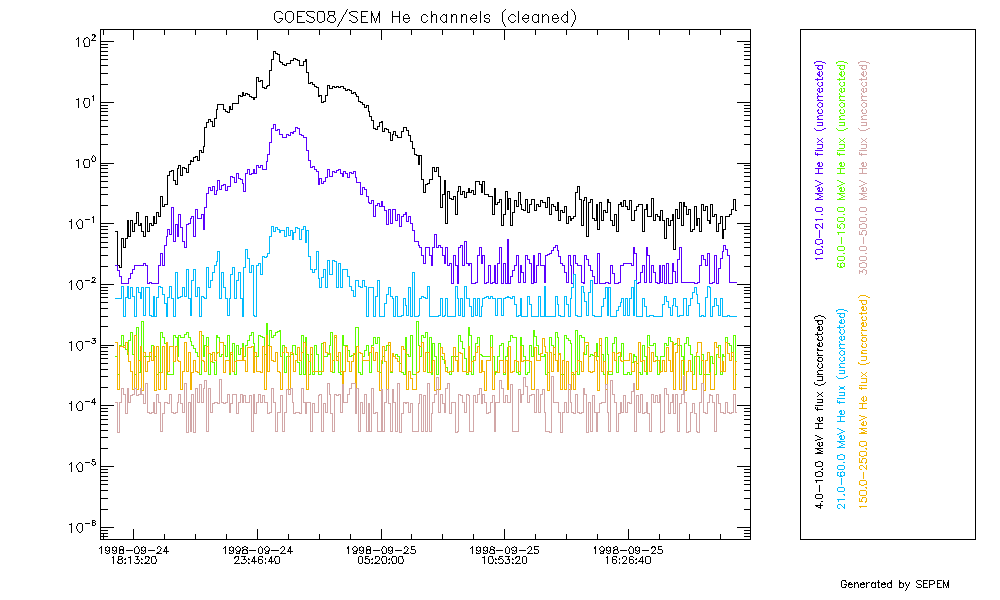 GOES08/SEM He channels (cleaned)
10²
10¹
10⁰
10⁻¹
10⁻²
10⁻³
10⁻⁴
10⁻⁵
10⁻⁶
1998-09-24 1998-09-24 1998-09-25 1998-09-25 1998-09-25
18:13:20 23:46:40 05:20:00 10:53:20 16:26:40
4.0-10.0 MeV He flux (uncorrected) 10.0-21.0 MeV He flux (uncorrected)
21.0-60.0 MeV He flux (uncorrected) 60.0-150.0 MeV He flux (uncorrected)
150.0-250.0 MeV He flux (uncorrected) 300.0-500.0 MeV He flux (uncorrected)
Generated by SEPEM